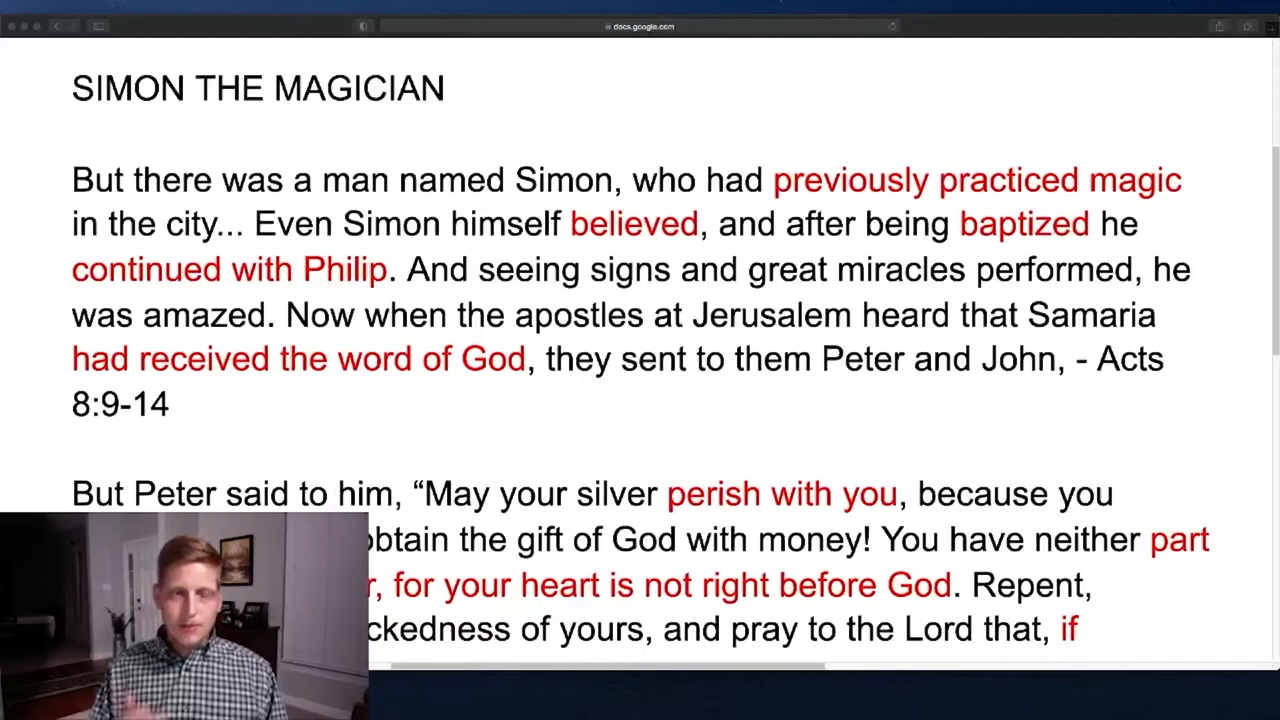 docs.google.com
SIMON THE MAGICIAN
But there was a man named Simon, who had previously practiced magic
in the city... Even Simon himself believed, and after being baptized he
continued with Philip. And seeing signs and great miracles performed, he
was amazed. Now when the apostles at Jerusalem heard that Samaria
had received the word of God, they sent to them Peter and John, - Acts
8:9-14
But Peter said to him, “May your silver perish with you, because you
obtain the gift of God with money! You have neither part
r, for your heart is not right before God. Repent,
ckedness of yours, and pray to the Lord that, if